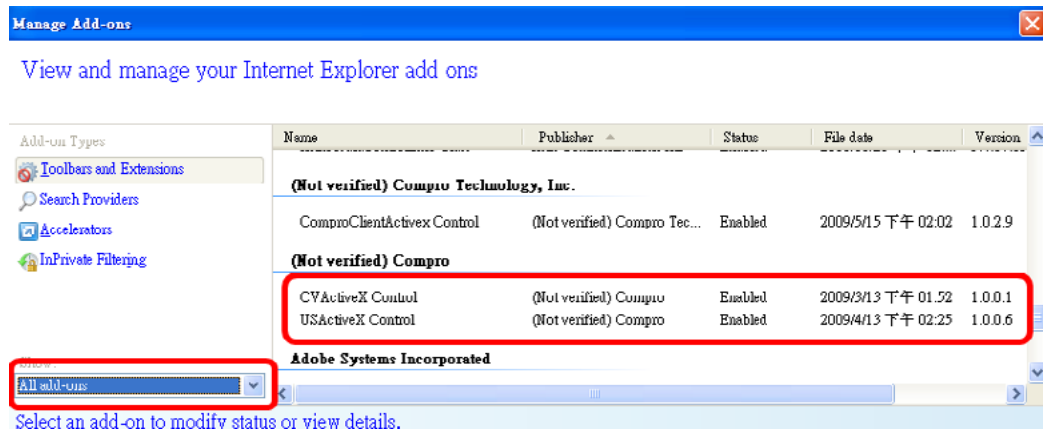 Manage Add-ons
View and manage your Internet Explorer add ons
Add-on Types
Toolbars and Extensions
Search Providers
Accelerators
InPrivate Filtering
Show:
All add-ons
Name Publisher Status File date Version
(Not verified) Compro Technology, Inc.
ComproClientActivex Control (Not verified) Compro Tec... Enabled 2009/5/15 下午 02:02 1.0.2.9
(Not verified) Compro
CVActiveX Control (Not verified) Compro Enabled 2009/3/13 下午 01:52 1.0.0.1
USActiveX Control (Not verified) Compro Enabled 2009/4/13 下午 02:25 1.0.0.6
Adobe Systems Incorporated
Select an add-on to modify status or view details.